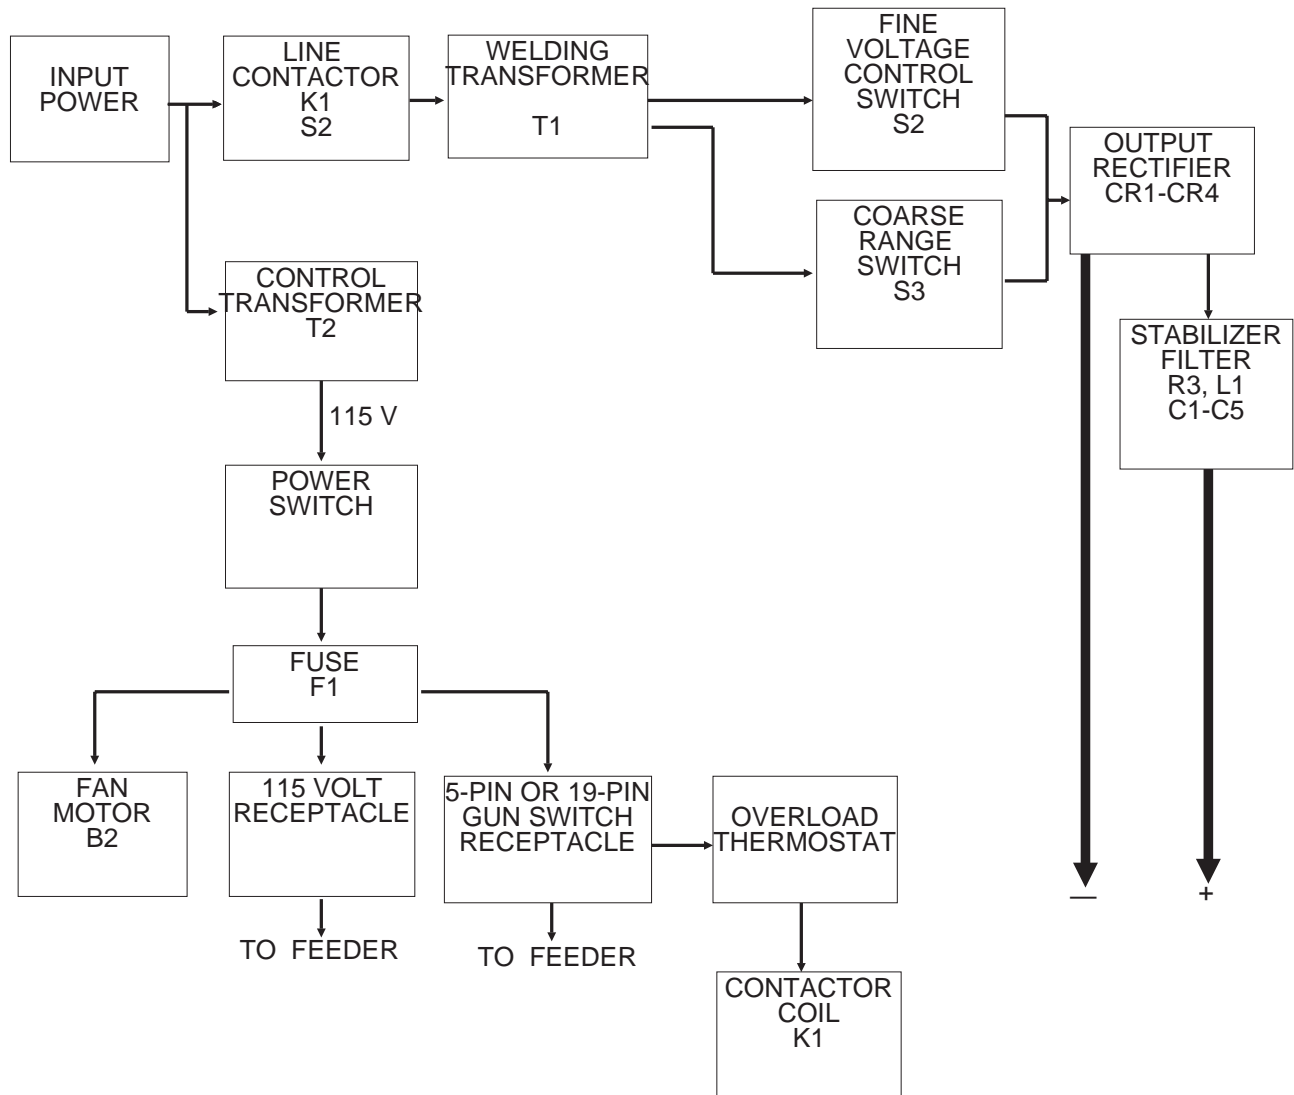 INPUT
POWER
LINE
CONTACTOR
K1
S2
WELDING
TRANSFORMER
T1
FINE
VOLTAGE
CONTROL
SWITCH
S2
COARSE
RANGE
SWITCH
S3
OUTPUT
RECTIFIER
CR1-CR4
STABILIZER
FILTER
R3, L1
C1-C5
CONTROL
TRANSFORMER
T2
115 V
POWER
SWITCH
FUSE
F1
FAN
MOTOR
B2
115 VOLT
RECEPTACLE
TO FEEDER
5-PIN OR 19-PIN
GUN SWITCH
RECEPTACLE
TO FEEDER
OVERLOAD
THERMOSTAT
CONTACTOR
COIL
K1
—
+